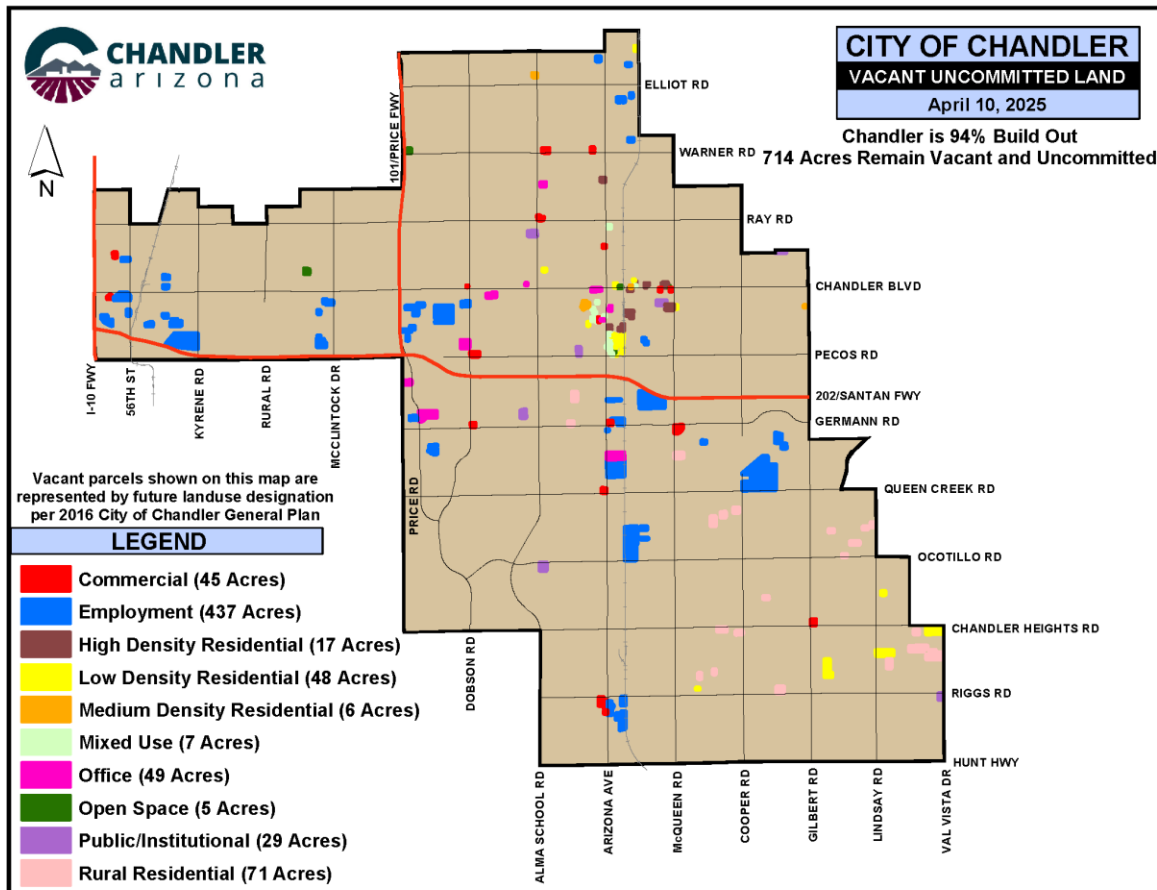 CHANDLER
arizona
N
CITY OF CHANDLER
VACANT UNCOMMITTED LAND
April 10, 2025
Chandler is 94% Build Out
714 Acres Remain Vacant and Uncommitted
101/PRICE FWY
ELLIOT RD
WARNER RD
RAY RD
CHANDLER BLVD
PECOS RD
202/SANTAN FWY
GERMANN RD
QUEEN CREEK RD
OCOTILLO RD
CHANDLER HEIGHTS RD
RIGGS RD
HUNT HWY
I-10 FWY
56TH ST
KYRENE RD
RURAL RD
MCCLINTOCK DR
PRICE RD
DOBSON RD
ALMA SCHOOL RD
ARIZONA AVE
McQUEEN RD
COOPER RD
GILBERT RD
LINDSAY RD
VAL VISTA DR
Vacant parcels shown on this map are
represented by future landuse designation
per 2016 City of Chandler General Plan
LEGEND
Commercial (45 Acres)
Employment (437 Acres)
High Density Residential (17 Acres)
Low Density Residential (48 Acres)
Medium Density Residential (6 Acres)
Mixed Use (7 Acres)
Office (49 Acres)
Open Space (5 Acres)
Public/Institutional (29 Acres)
Rural Residential (71 Acres)